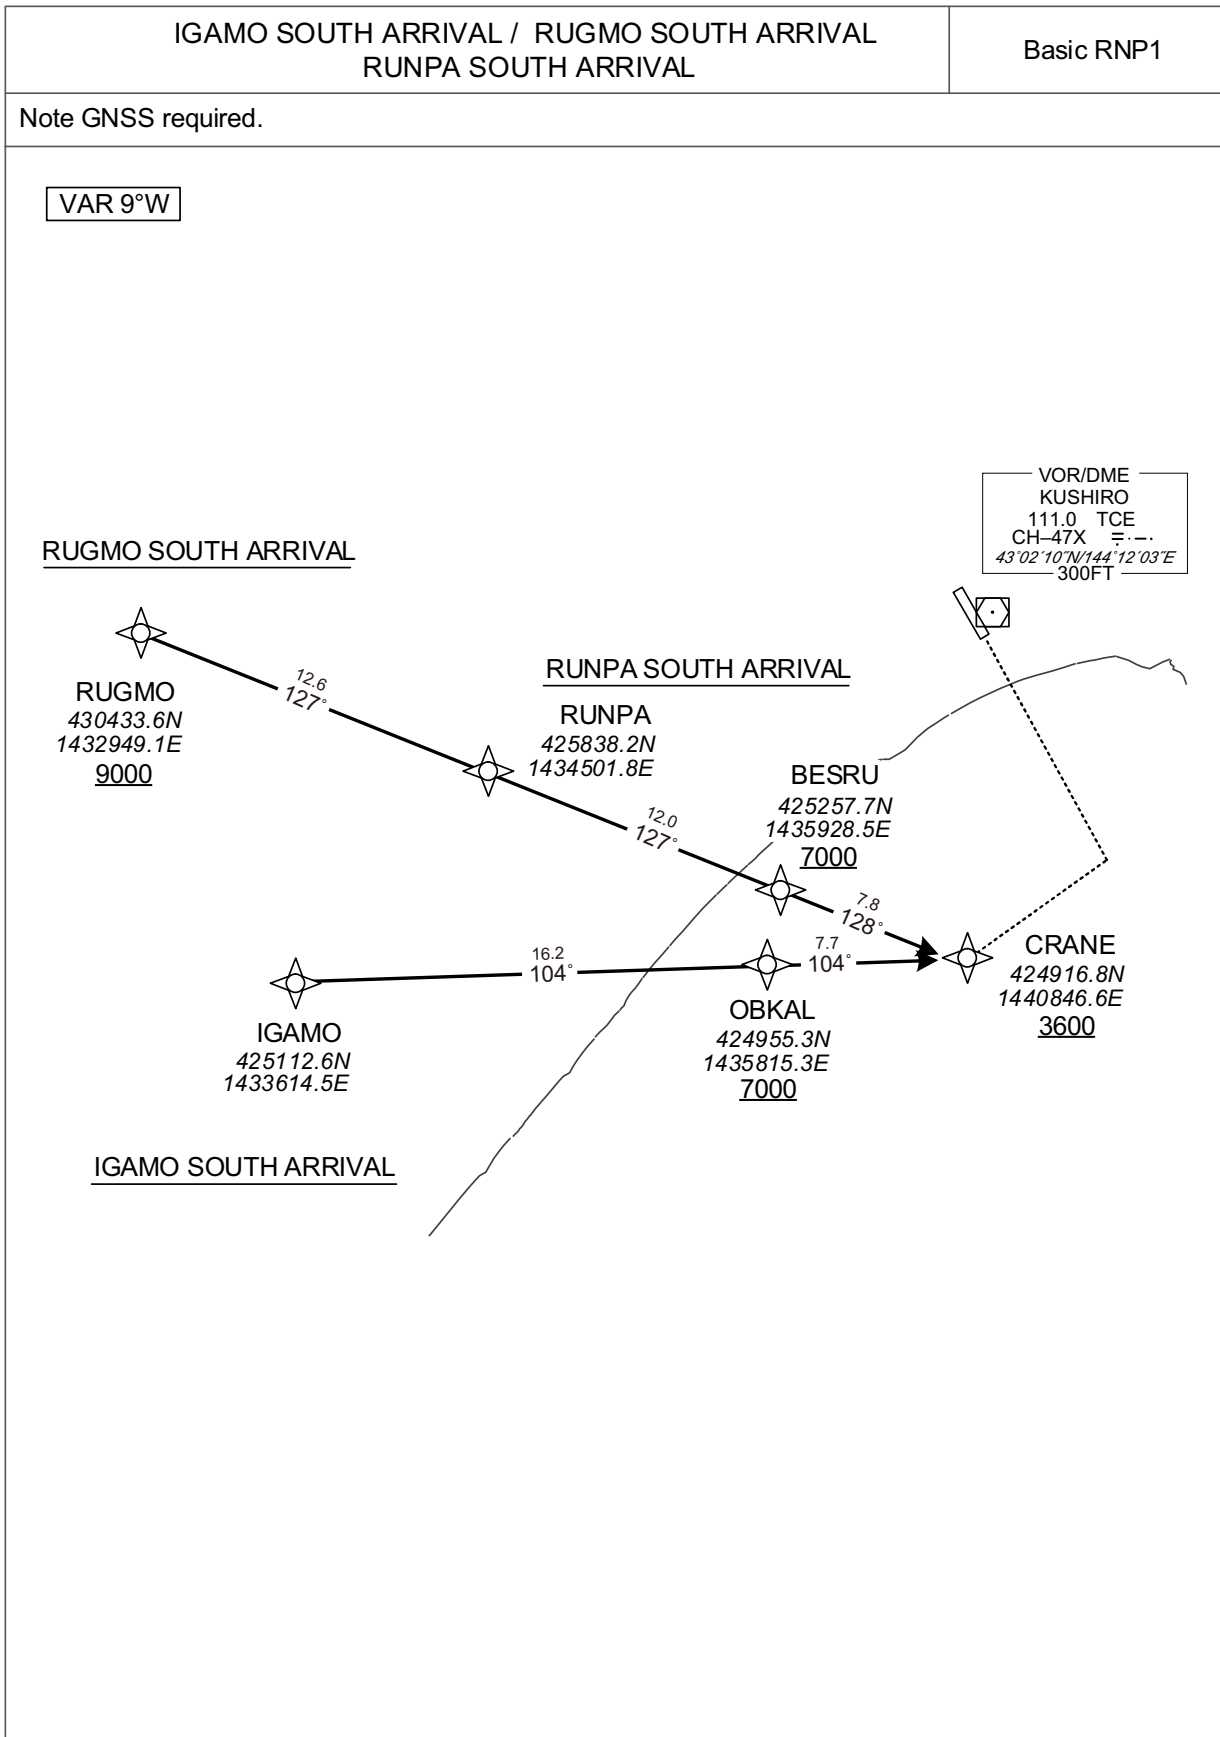 IGAMO SOUTH ARRIVAL / RUGMO SOUTH ARRIVAL
RUNPA SOUTH ARRIVAL
Basic RNP1
Note GNSS required.
VAR 9°W
VOR/DME
KUSHIRO
111.0 TCE
CH–47X
43°02′10″N/144°12′03″E
300FT
RUGMO SOUTH ARRIVAL
RUGMO
430433.6N
1432949.1E
9000
12.6
127°
RUNPA SOUTH ARRIVAL
RUNPA
425838.2N
1434501.8E
12.0
127°
BESRU
425257.7N
1435928.5E
7000
7.8
128°
CRANE
424916.8N
1440846.6E
3600
16.2
104°
7.7
104°
IGAMO
425112.6N
1433614.5E
OBKAL
424955.3N
1435815.3E
7000
IGAMO SOUTH ARRIVAL